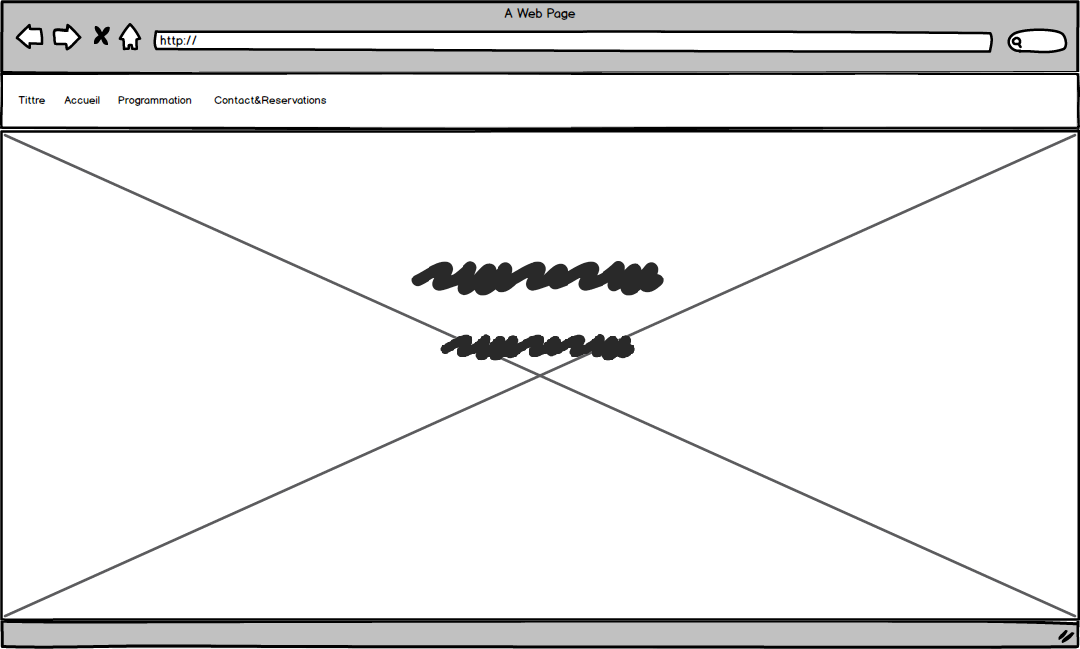 A Web Page
http://
Tittre Accueil Programmation Contact&Reservations